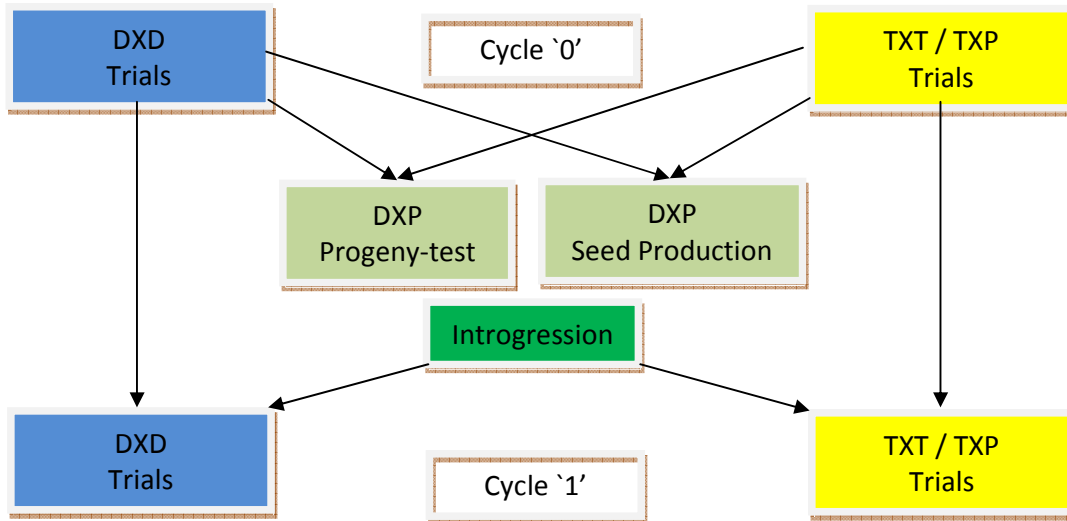 DXD
Trials
Cycle `0’
TXT / TXP
Trials
DXP
Progeny-test
DXP
Seed Production
Introgression
DXD
Trials
Cycle `1’
TXT / TXP
Trials